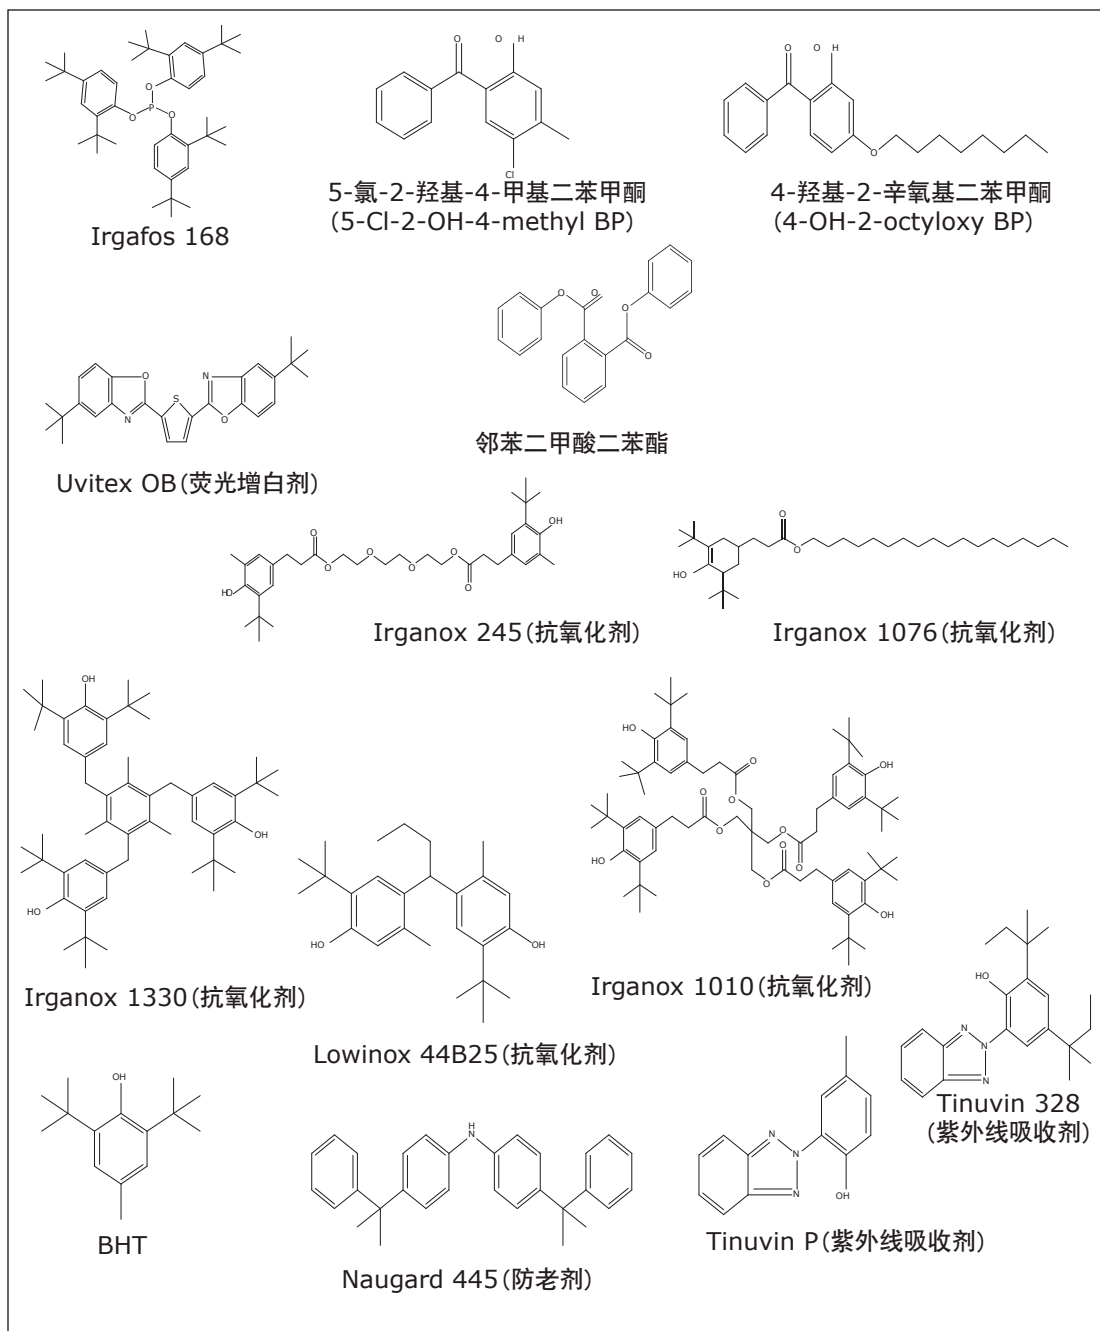 Irgafos 168
5-氯-2-羟基-4-甲基二苯甲酮
(5-Cl-2-OH-4-methyl BP)
4-羟基-2-辛氧基二苯甲酮
(4-OH-2-octyloxy BP)
Uvitex OB(荧光增白剂)
邻苯二甲酸二苯酯
Irganox 245(抗氧化剂)
Irganox 1076(抗氧化剂)
Irganox 1330(抗氧化剂)
Lowinox 44B25(抗氧化剂)
Irganox 1010(抗氧化剂)
Tinuvin 328
(紫外线吸收剂)
BHT
Naugard 445(防老剂)
Tinuvin P(紫外线吸收剂)